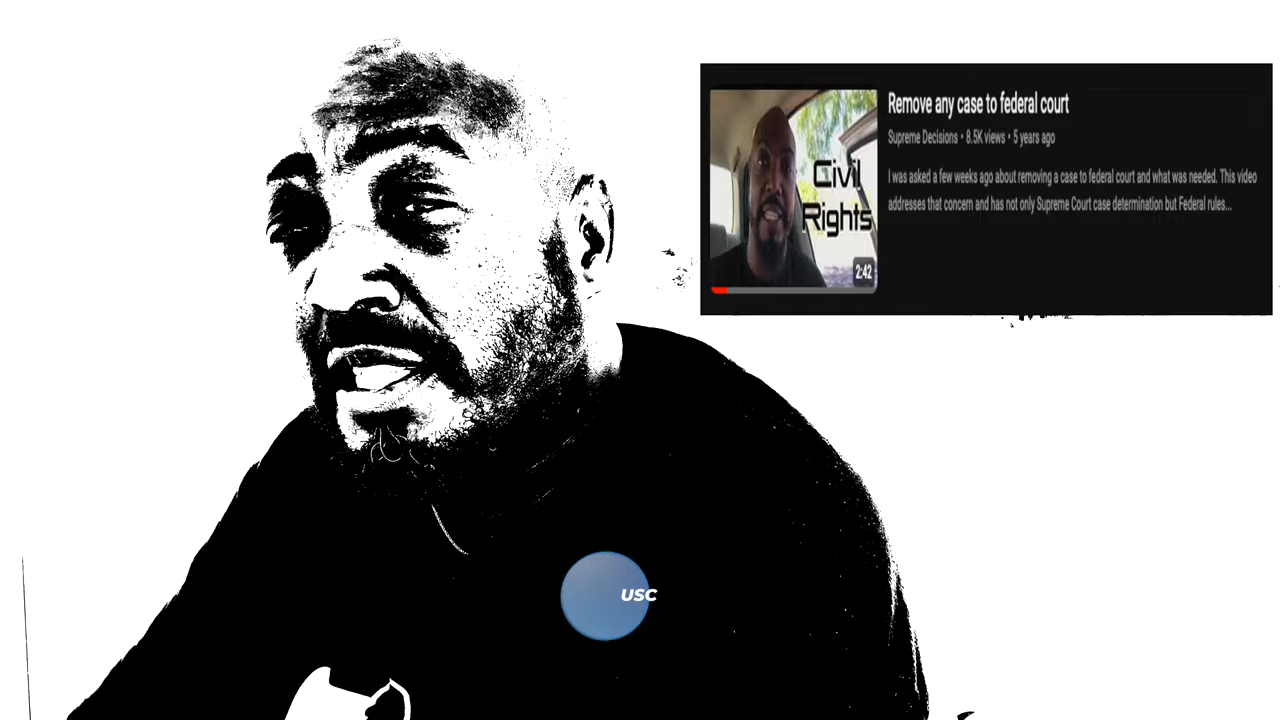 Remove any case to federal court
Supreme Decisions • 8.5K views • 5 years ago
Civil
Rights
I was asked a few weeks ago about removing a case to federal court and what was needed. This video
addresses that concern and has not only Supreme Court case determination but Federal rules...
2:42
USC